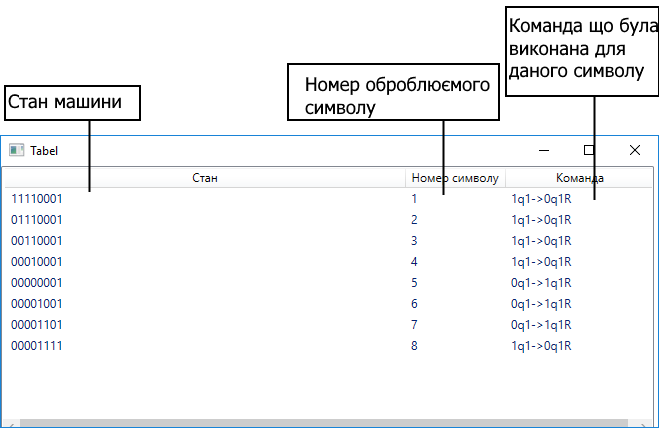 Команда що була
виконана для
даного символу
Номер оброблюємого
символу
Стан машини
Tabel
Стан Номер символу Команда
11110001 1 1q1->0q1R
01110001 2 1q1->0q1R
00110001 3 1q1->0q1R
00010001 4 1q1->0q1R
00000001 5 0q1->1q1R
00001001 6 0q1->1q1R
00001101 7 0q1->1q1R
00001111 8 1q1->0q1R